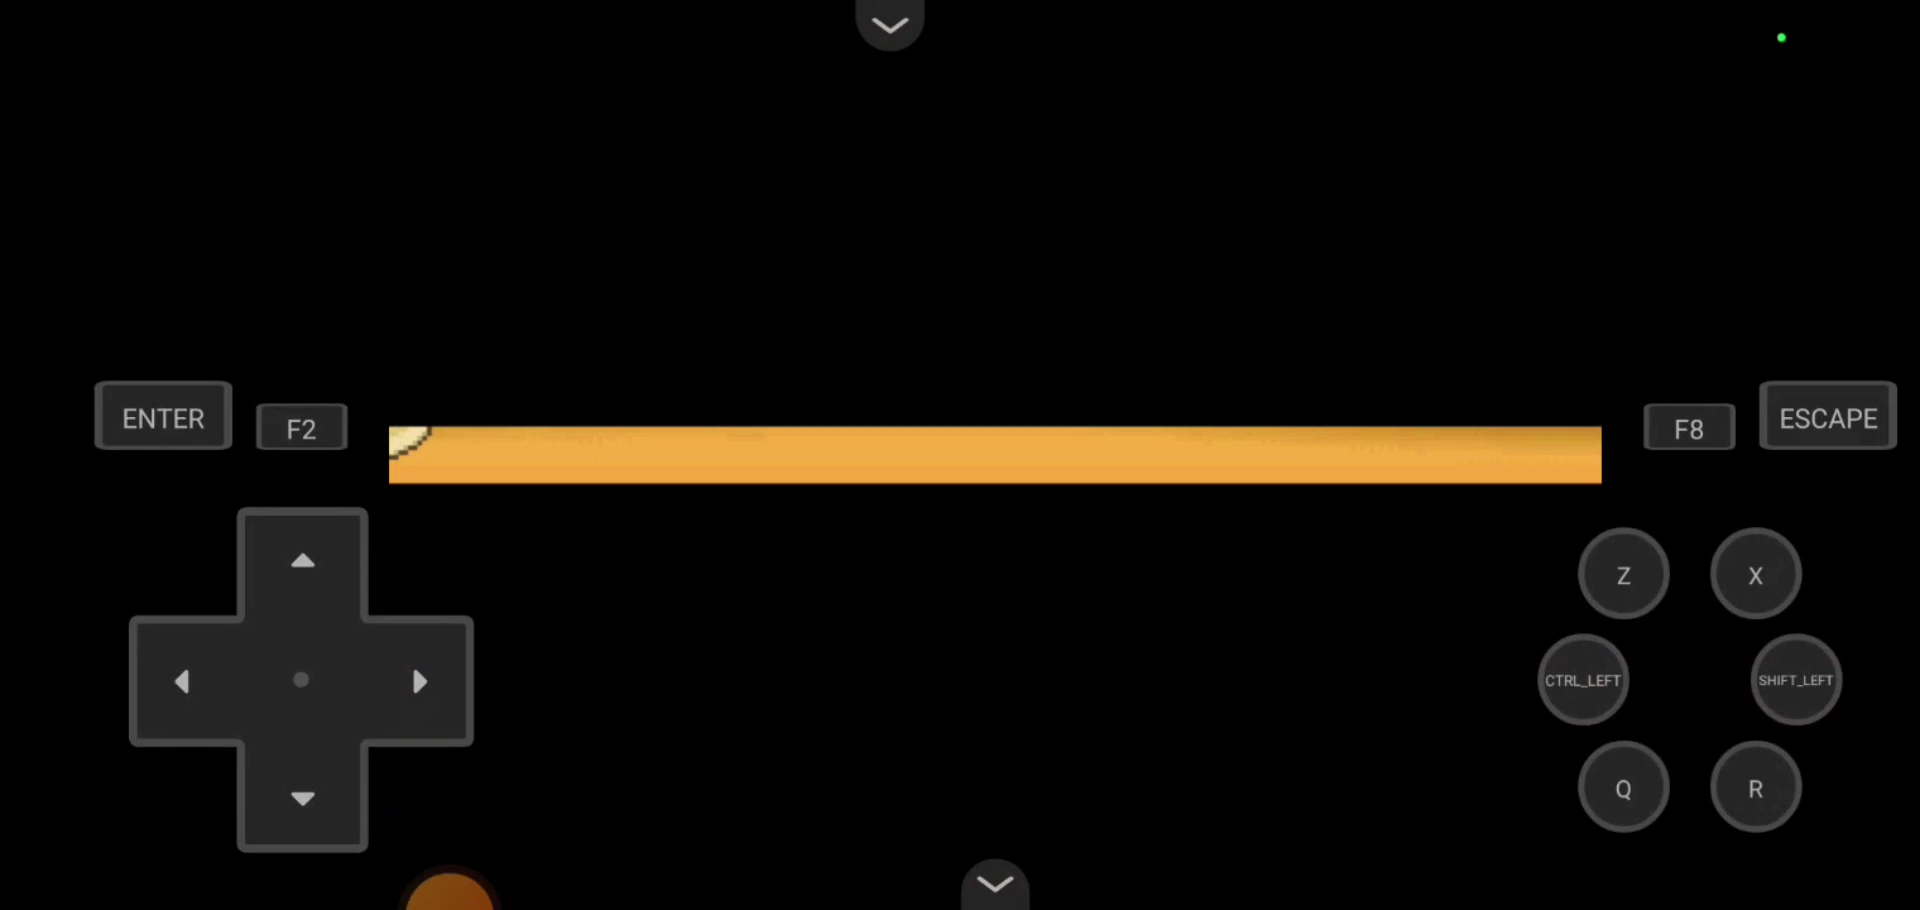 ENTER
F2
F8
ESCAPE
Z
X
CTRL_LEFT
SHIFT_LEFT
Q
R